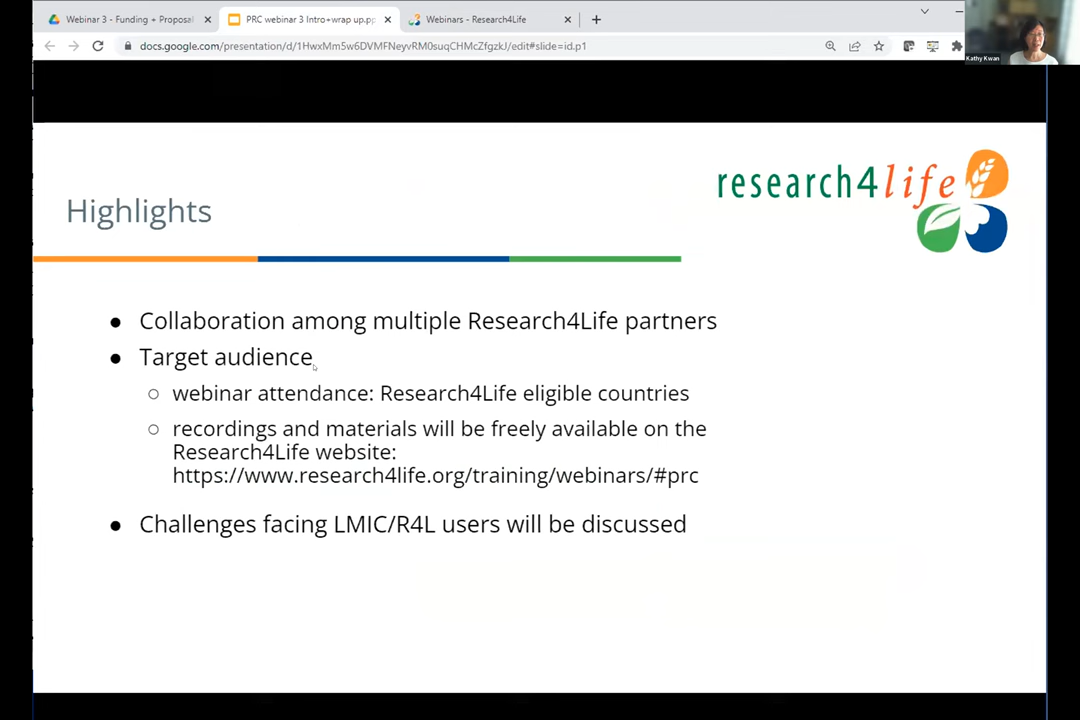 Webinar 3 - Funding + Proposal
PRC webinar 3 Intro+wrap up.pp
Webinars - Research4Life
docs.google.com/presentation/d/1HwxMm5w6DVMFNeyvRM0suqCHMcZfgzkJ/edit#slide=id.p1
Kathy Kwan
research4life
Highlights
● Collaboration among multiple Research4Life partners
● Target audience
○ webinar attendance: Research4Life eligible countries
○ recordings and materials will be freely available on the
Research4Life website:
https://www.research4life.org/training/webinars/#prc
● Challenges facing LMIC/R4L users will be discussed